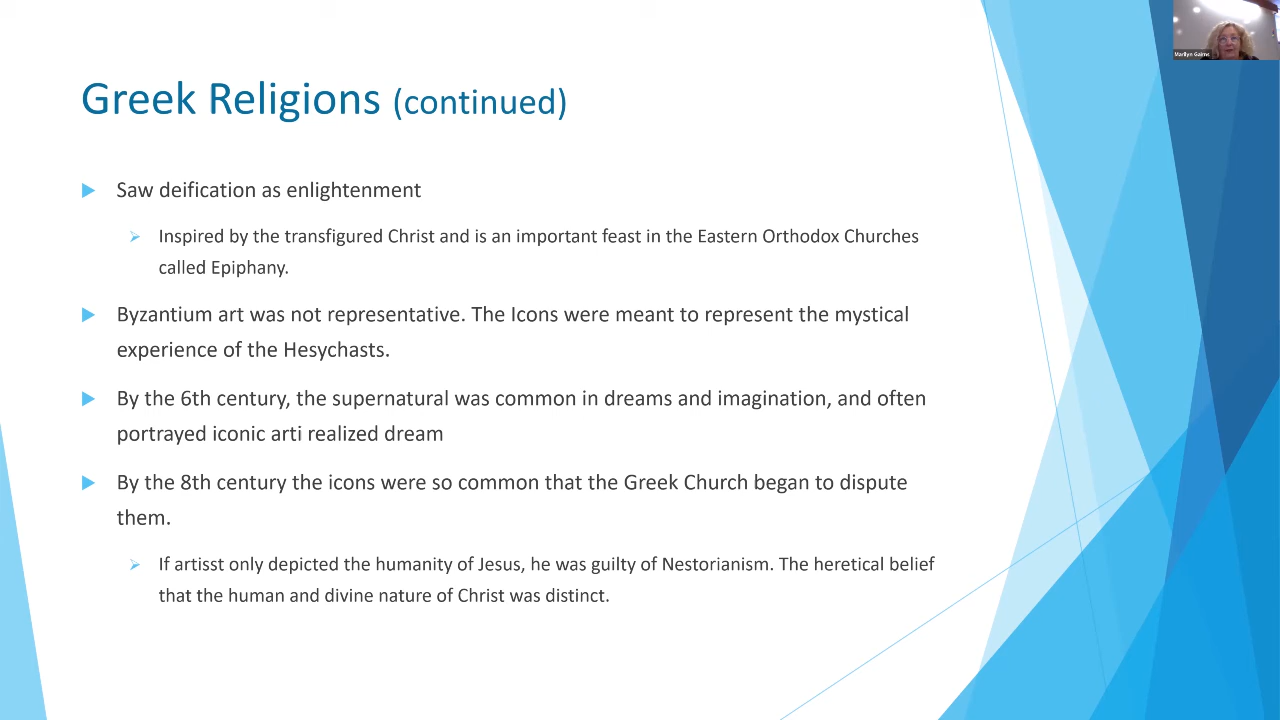 Marilyn Gairns
Greek Religions (continued)
Saw deification as enlightenment
Inspired by the transfigured Christ and is an important feast in the Eastern Orthodox Churches
called Epiphany.
Byzantium art was not representative. The Icons were meant to represent the mystical
experience of the Hesychasts.
By the 6th century, the supernatural was common in dreams and imagination, and often
portrayed iconic arti realized dream
By the 8th century the icons were so common that the Greek Church began to dispute
them.
If artisst only depicted the humanity of Jesus, he was guilty of Nestorianism. The heretical belief
that the human and divine nature of Christ was distinct.